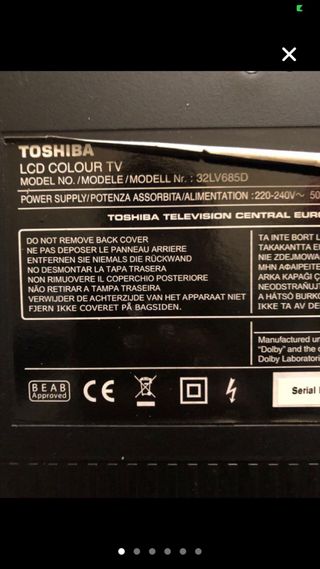 TOSHIBA
LCD COLOUR TV
MODEL NO./MODELE/MODELL Nr.: 32LV685D
POWER SUPPLY/POTENZA ASSORBITA/ALIMENTATION :220-240V~ 50
TOSHIBA TELEVISION CENTRAL EUR
DO NOT REMOVE BACK COVER
NE PAS DEPOSER LE PANNEAU ARRIERE
ENTFERNEN SIE NIEMALS DIE RÜCKWAND
NO DESMONTAR LA TAPA TRASERA
NON RIMUOVERE IL COPERCHIO POSTERIORE
NÃO RETIRAR A TAMPA TRASEIRA
VERWIJDER DE ACHTERZIJDE VAN HET APPARAAT NIET
FJERN IKKE COVERET PÅ BAGSIDEN.
TA INTE BORT L
TAKAKANTTA E
NIE ZDEJMOWA
ΜΗΝ ΑΦΑΙΡΕΙΤΕ
ARKA KAPAĞI Ç
NEODSTRAŇUJT
A HÁTSÓ BURKO
IKKE TA AV DE
Manufactured un
"Dolby" and the d
Dolby Laboratori
BEAB
Approved
CE
Serial